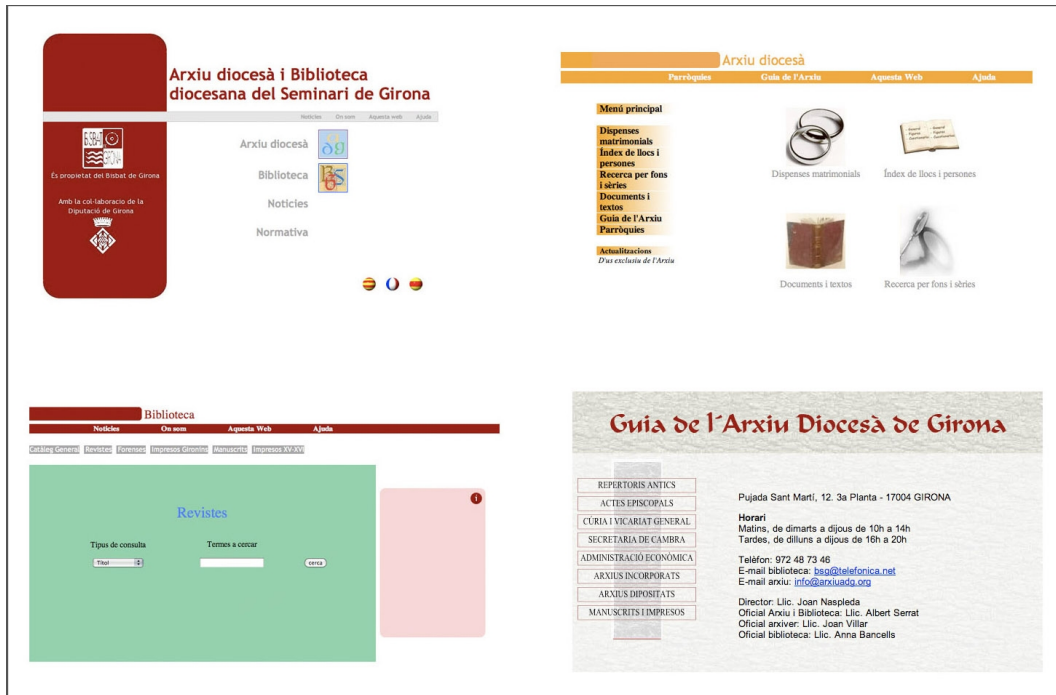 Arxiu diocesà i Biblioteca
diocesana del Seminari de Girona
Notícies On som Aquesta web Ajuda
BISBAT
GIRONA
És propietat del Bisbat de Girona
Amb la col·laboracio de la
Diputació de Girona
Arxiu diocesà
Biblioteca
Noticies
Normativa
Arxiu diocesà
Parròquies Guia de l'Arxiu Aquesta Web Ajuda
Menú principal
Dispenses
matrimonials
Índex de llocs i
persones
Recerca per fons
i sèries
Documents i
textos
Guia de l'Arxiu
Parròquies
Actualitzacions
D'us exclusiu de l'Arxiu
Dispenses matrimonials
Índex de llocs i persones
Documents i textos
Recerca per fons i sèries
Biblioteca
Noticies On som Aquesta Web Ajuda
Catàleg General Revistes Forenses Impresos Gironins Manuscrits Impresos XV-XVI
Revistes
Tipus de consulta Termes a cercar
Títol cerca
i
Guia de l´Arxiu Diocesà de Girona
REPERTORIS ANTICS
ACTES EPISCOPALS
CÚRIA I VICARIAT GENERAL
SECRETARIA DE CAMBRA
ADMINISTRACIÓ ECONÒMICA
ARXIUS INCORPORATS
ARXIUS DIPOSITATS
MANUSCRITS I IMPRESOS
Pujada Sant Martí, 12. 3a Planta - 17004 GIRONA
Horari
Matins, de dimarts a dijous de 10h a 14h
Tardes, de dilluns a dijous de 16h a 20h
Telèfon: 972 48 73 46
E-mail biblioteca: bsg@telefonica.net
E-mail arxiu: info@arxiuadg.org
Director: Llic. Joan Naspleda
Oficial Arxiu i Biblioteca: Llic. Albert Serrat
Oficial arxiver: Llic. Joan Villar
Oficial biblioteca: Llic. Anna Bancells